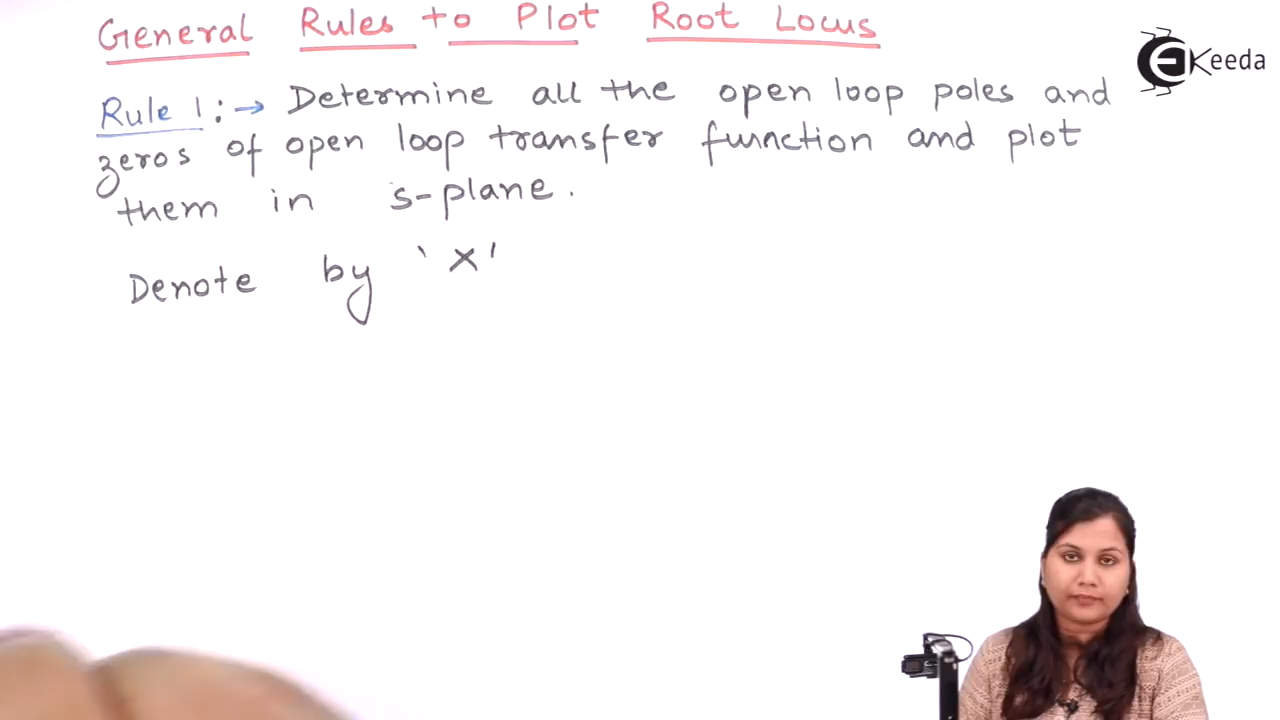 General Rules to Plot Root Locus
EKeeda
Rule 1:→ Determine all the open loop poles and
zeros of open loop transfer function and plot
them in s-plane.
Denote by ‘X’